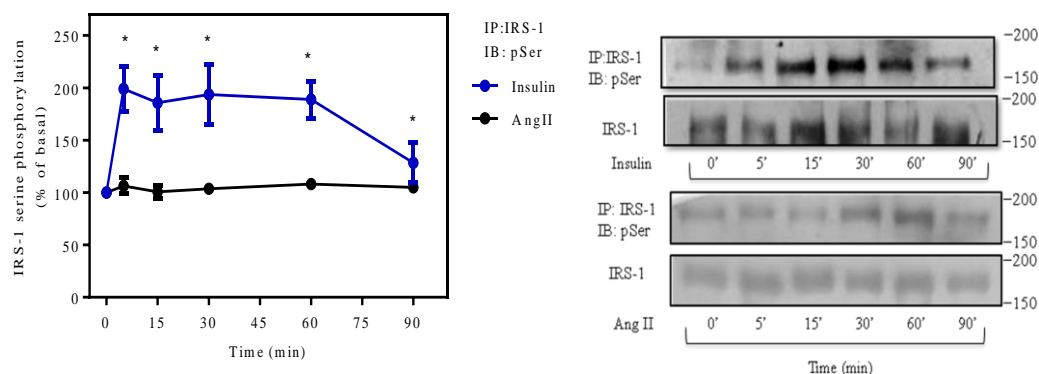 IRS-1 serine phosphorylation
(% of basal)
250
200
150
100
50
0
* * * * *
0 15 30 45 60 75 90
Time (min)
IP:IRS-1
IB: pSer
Insulin
AngII
IP:IRS-1
IB: pSer
-200
-150
IRS-1
-200
-150
Insulin 0' 5' 15' 30' 60' 90'
IP: IRS-1
IB: pSer
-200
-150
IRS-1
-200
-150
Ang II 0' 5' 15' 30' 60' 90'
Time (min)